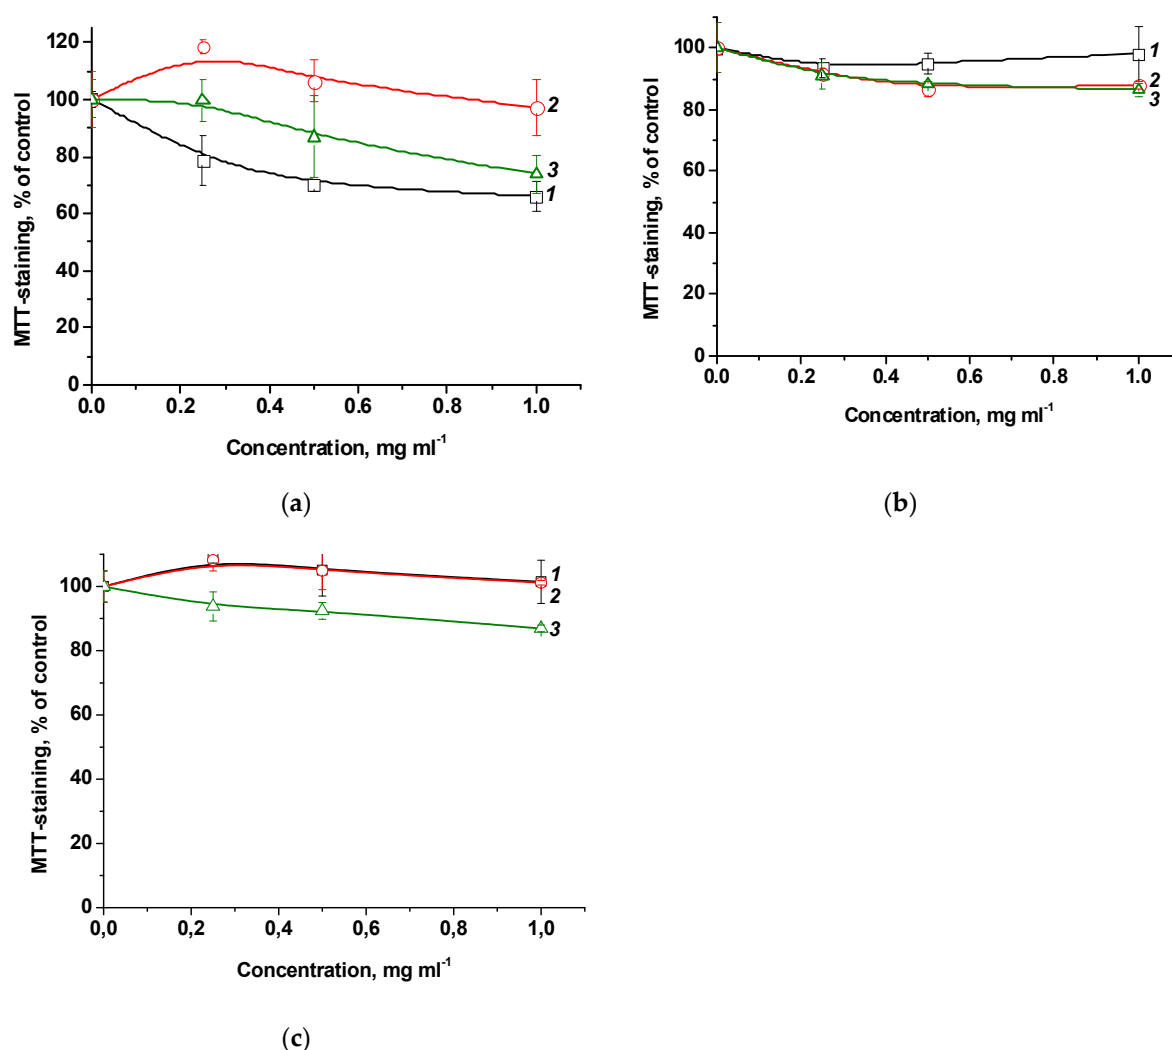 120
100
80
60
40
20
0
MTT-staining, % of control
2
3
1
0.0 0.2 0.4 0.6 0.8 1.0
Concentration, mg ml⁻¹
(a)
100
80
60
40
20
0
MTT-staining, % of control
1
2
3
0.0 0.2 0.4 0.6 0.8 1.0
Concentration, mg ml⁻¹
(b)
100
80
60
40
20
0
MTT-staining, % of control
1
2
3
0,0 0,2 0,4 0,6 0,8 1,0
Concentration, mg ml⁻¹
(c)